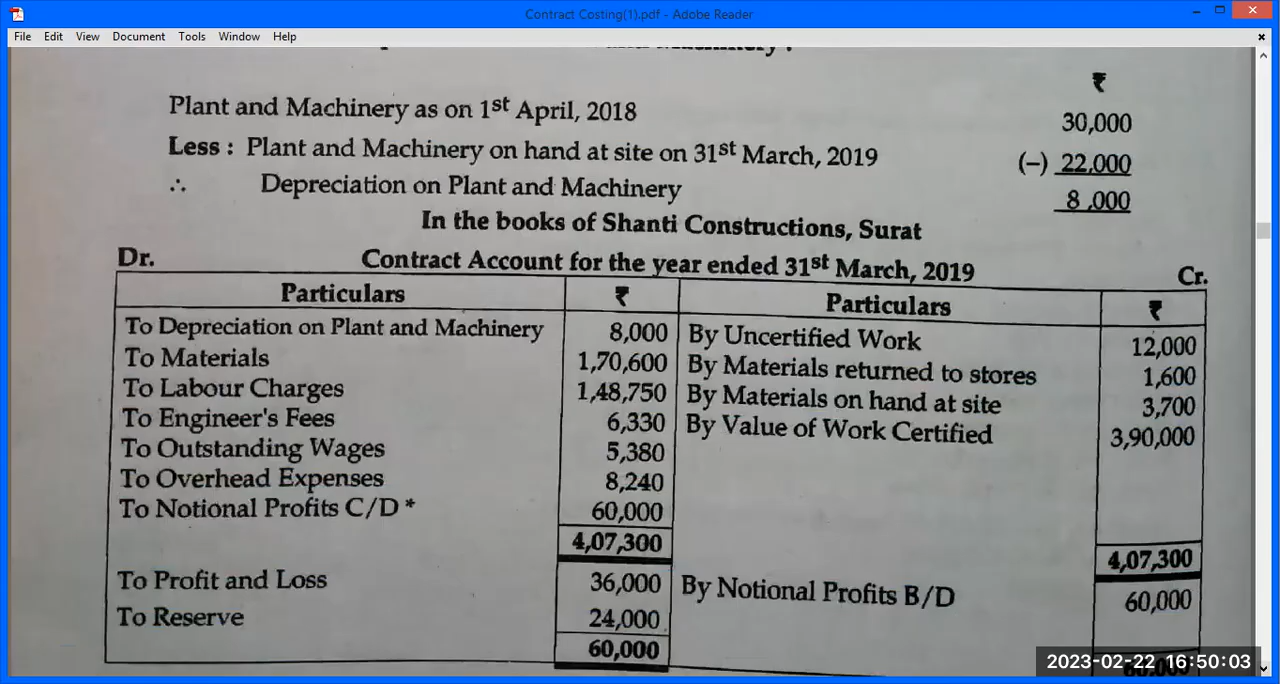 Contract Costing(1).pdf - Adobe Reader
File Edit View Document Tools Window Help
₹
Plant and Machinery as on 1st April, 2018 30,000
Less : Plant and Machinery on hand at site on 31st March, 2019 (–) 22,000
∴ Depreciation on Plant and Machinery 8,000
In the books of Shanti Constructions, Surat
Dr. Contract Account for the year ended 31st March, 2019 Cr.
Particulars ₹ Particulars ₹
To Depreciation on Plant and Machinery 8,000 By Uncertified Work 12,000
To Materials 1,70,600 By Materials returned to stores 1,600
To Labour Charges 1,48,750 By Materials on hand at site 3,700
To Engineer's Fees 6,330 By Value of Work Certified 3,90,000
To Outstanding Wages 5,380
To Overhead Expenses 8,240
To Notional Profits C/D * 60,000
4,07,300 4,07,300
To Profit and Loss 36,000 By Notional Profits B/D 60,000
To Reserve 24,000
60,000
2023-02-22 16:50:03